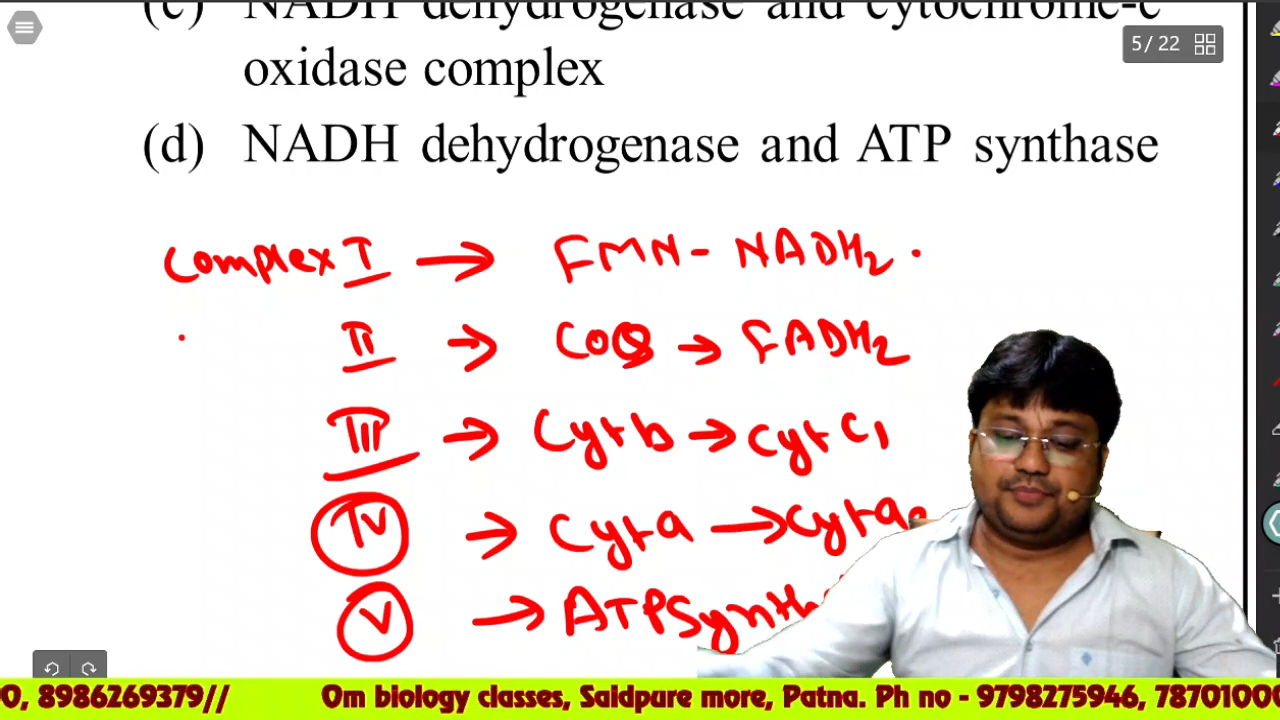 (c) NADH dehydrogenase and cytochrome-c
oxidase complex
5/ 22
(d) NADH dehydrogenase and ATP synthase
Complex I → FMN - NADH2 .
II → COQ → FADH2
III → Cyt b → Cyt C1
IV → Cyt a → Cyt a
V → ATP Synth
0, 8986269379// Om biology classes, Saidpure more, Patna. Ph no - 9798275946, 78701000